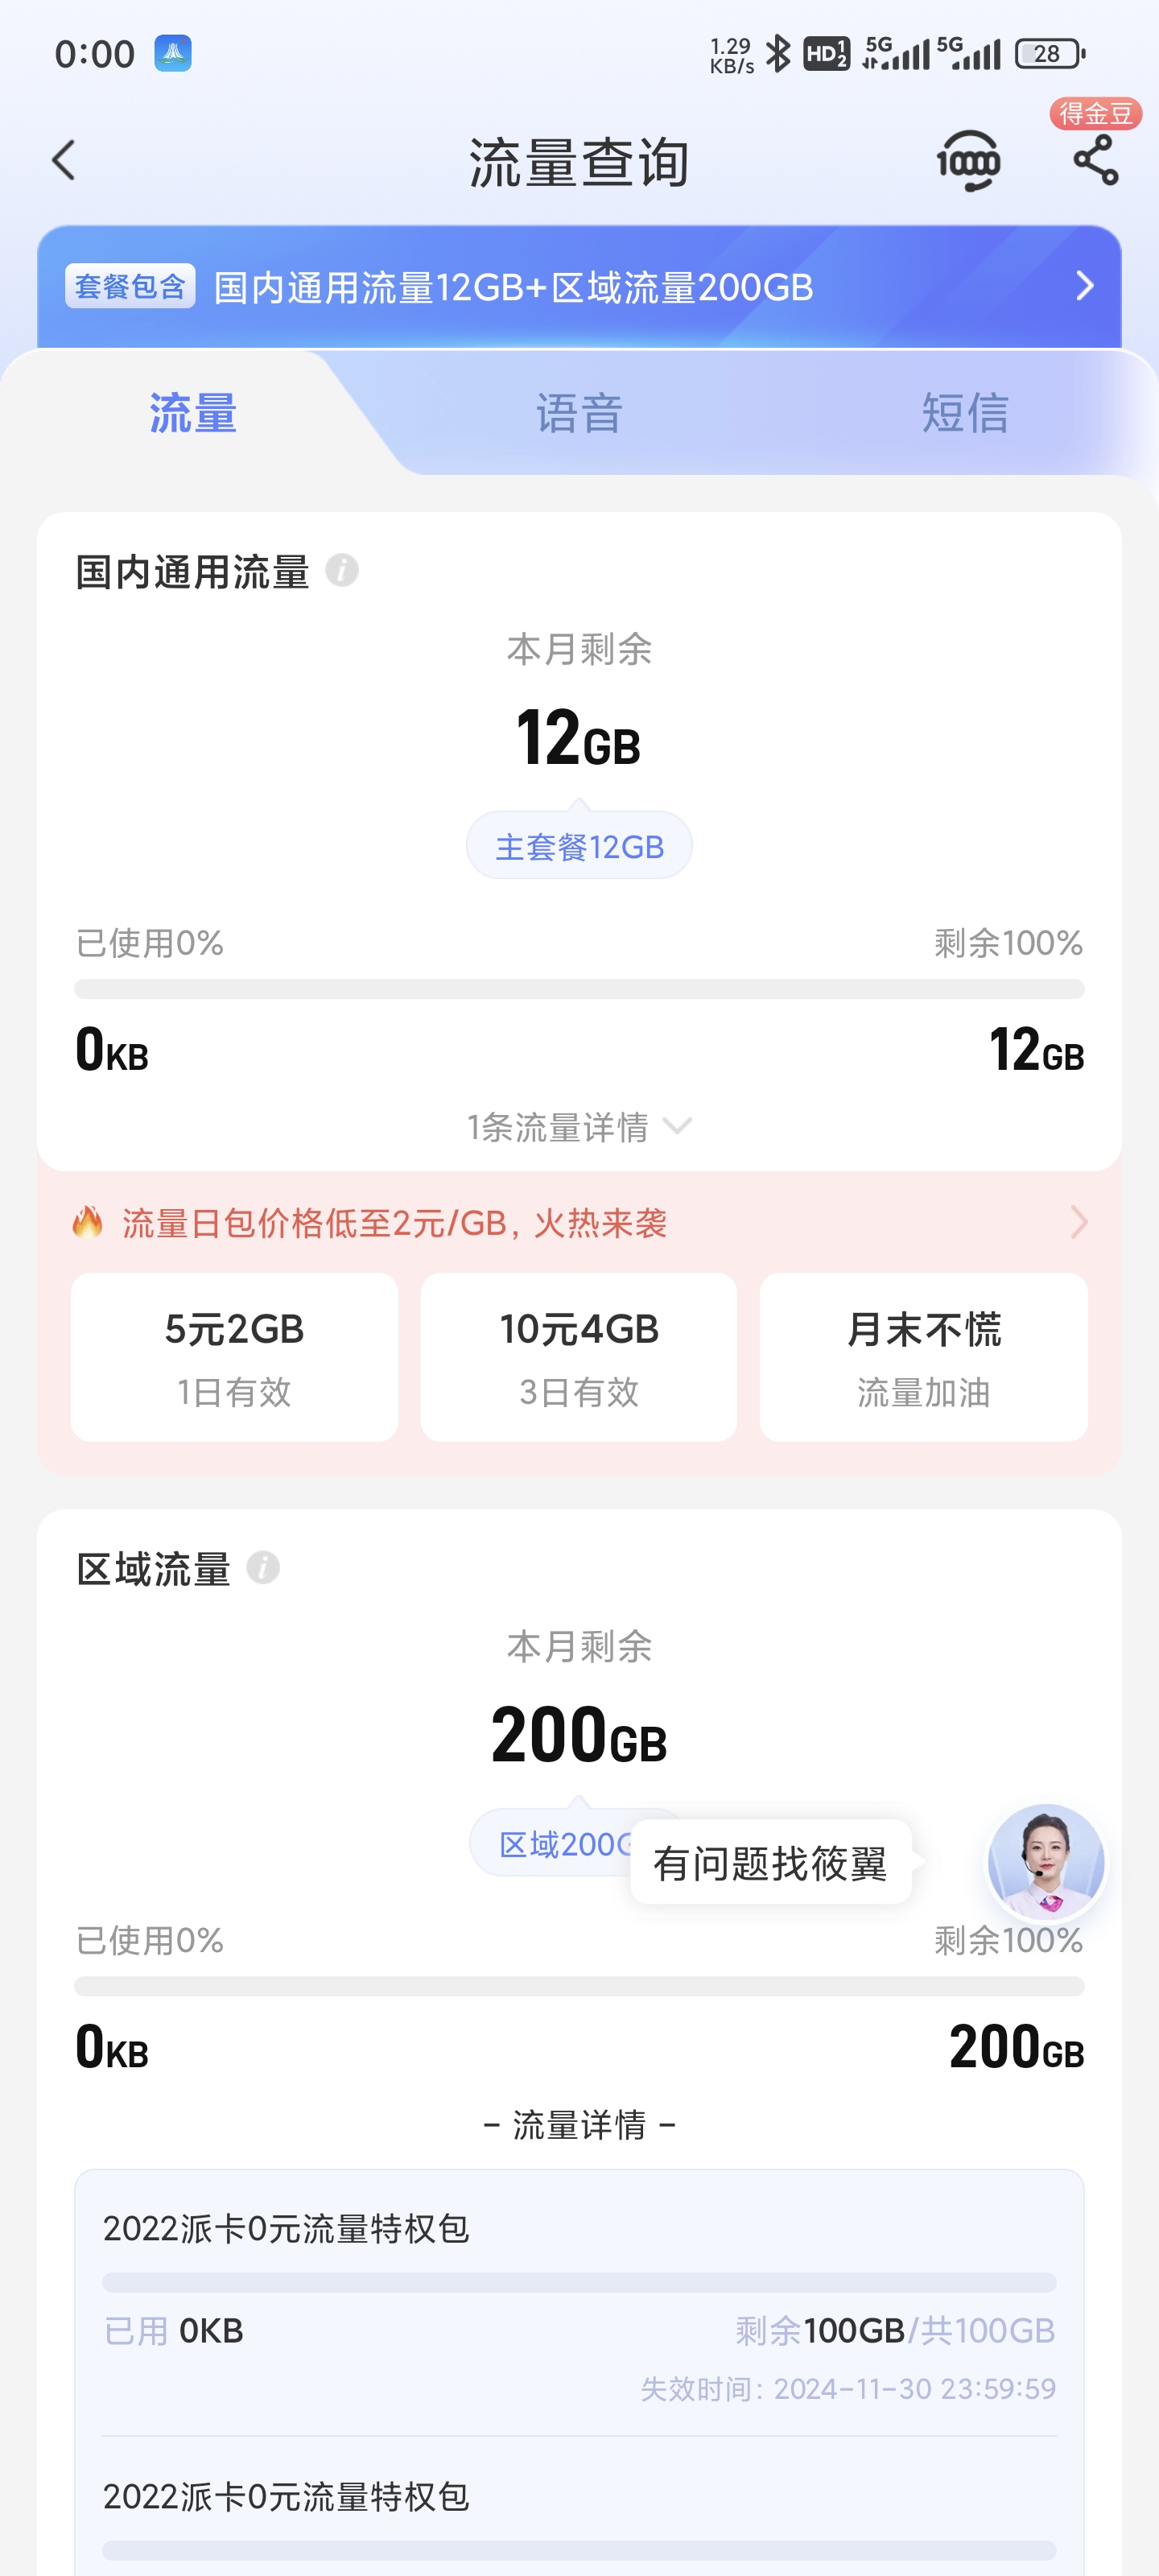 0:00
1.29
KB/s
HD 1 2
5G
5G
28
得金豆
流量查询
10000
套餐包含 国内通用流量12GB+区域流量200GB
流量 语音 短信
国内通用流量
本月剩余
12GB
主套餐12GB
已使用0% 剩余100%
0KB 12GB
1条流量详情
流量日包价格低至2元/GB，火热来袭
5元2GB 10元4GB 月末不慌
1日有效 3日有效 流量加油
区域流量
本月剩余
200GB
区域200G
有问题找筱翼
已使用0% 剩余100%
0KB 200GB
- 流量详情 -
2022派卡0元流量特权包
已用 0KB 剩余100GB/共100GB
失效时间：2024-11-30 23:59:59
2022派卡0元流量特权包